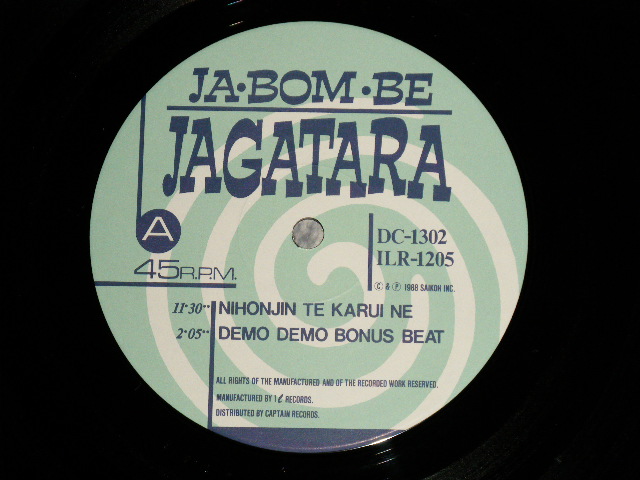 JA•BOM•BE
JAGATARA
A
45R.P.M.
DC-1302
ILR-1205
Ⓒ & Ⓟ 1988 SAIKOH INC.
11•30•• NIHONJIN TE KARUI NE
2•05•• DEMO DEMO BONUS BEAT
ALL RIGHTS OF THE MANUFACTURED AND OF THE RECORDED WORK RESERVED.
MANUFACTURED BY 1ℓ RECORDS.
DISTRIBUTED BY CAPTAIN RECORDS.